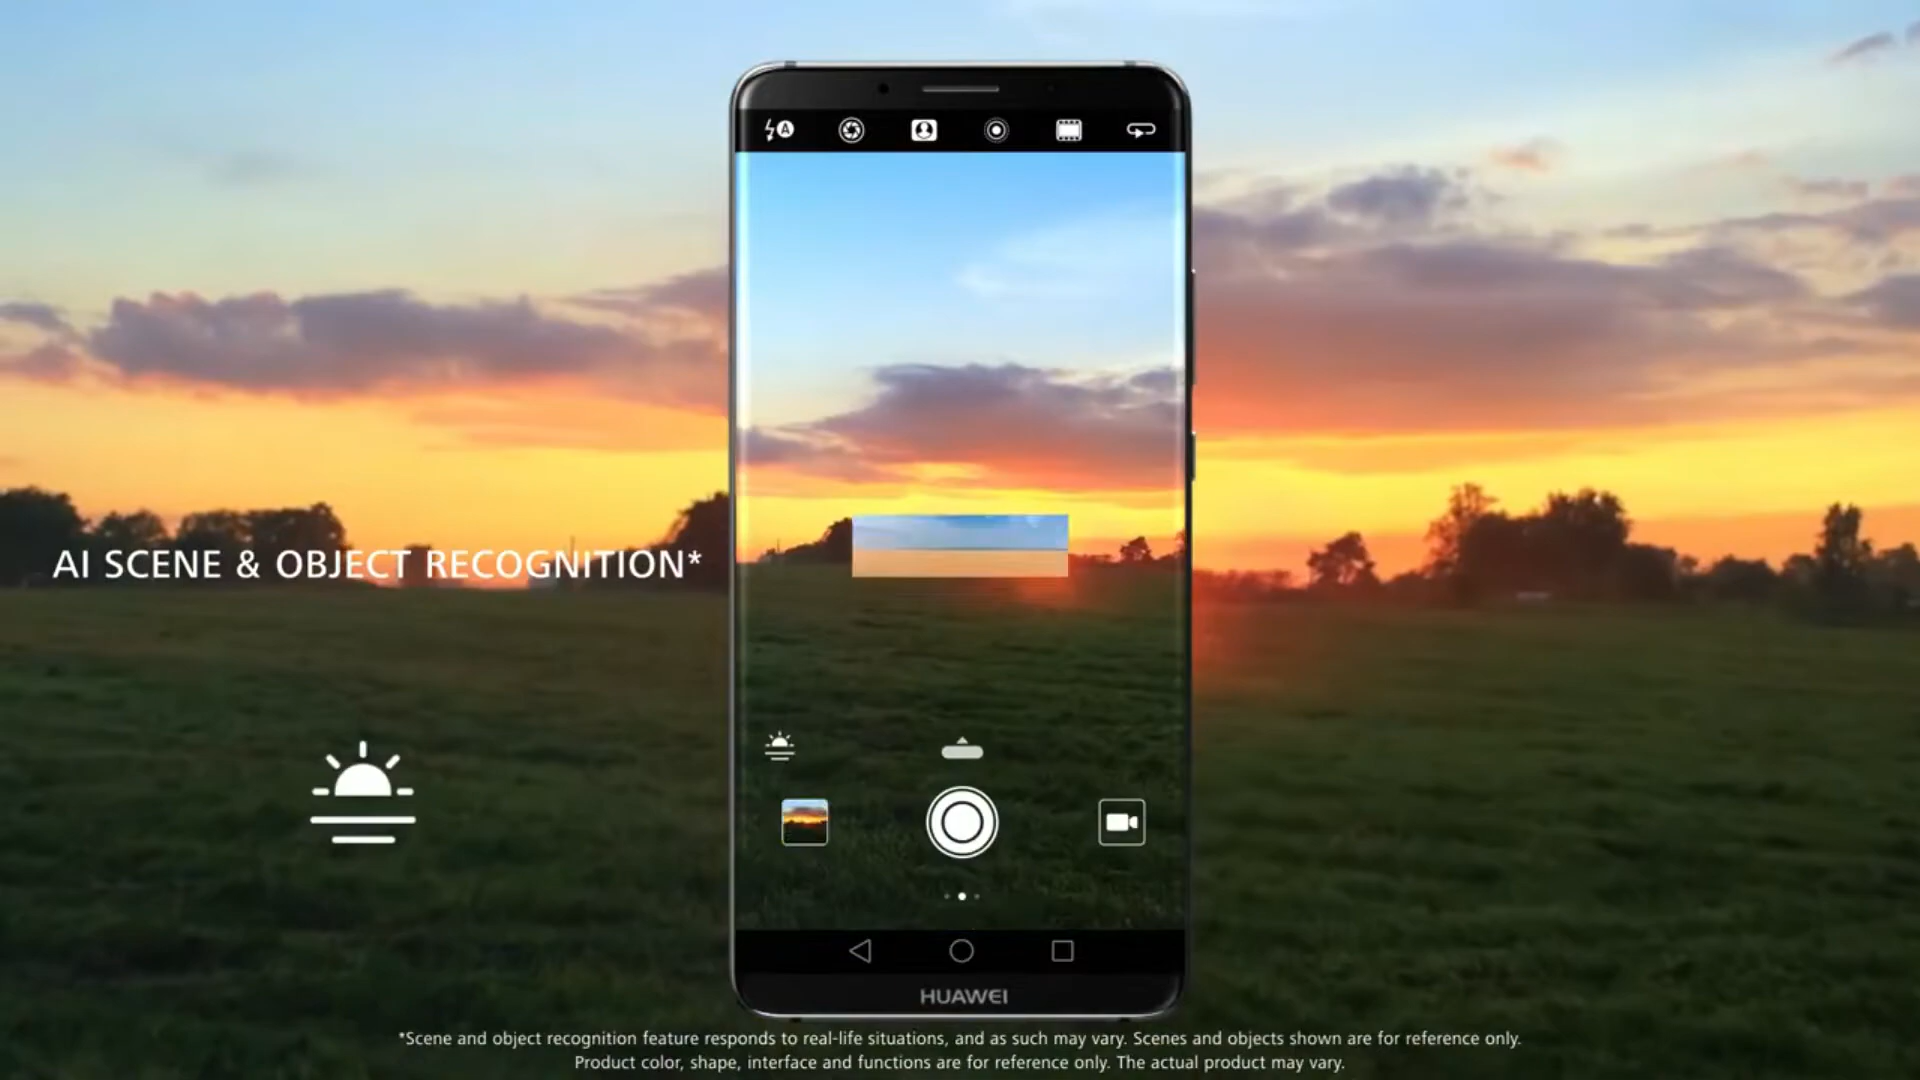 A
AI SCENE & OBJECT RECOGNITION*
HUAWEI
*Scene and object recognition feature responds to real-life situations, and as such may vary. Scenes and objects shown are for reference only.
Product color, shape, interface and functions are for reference only. The actual product may vary.